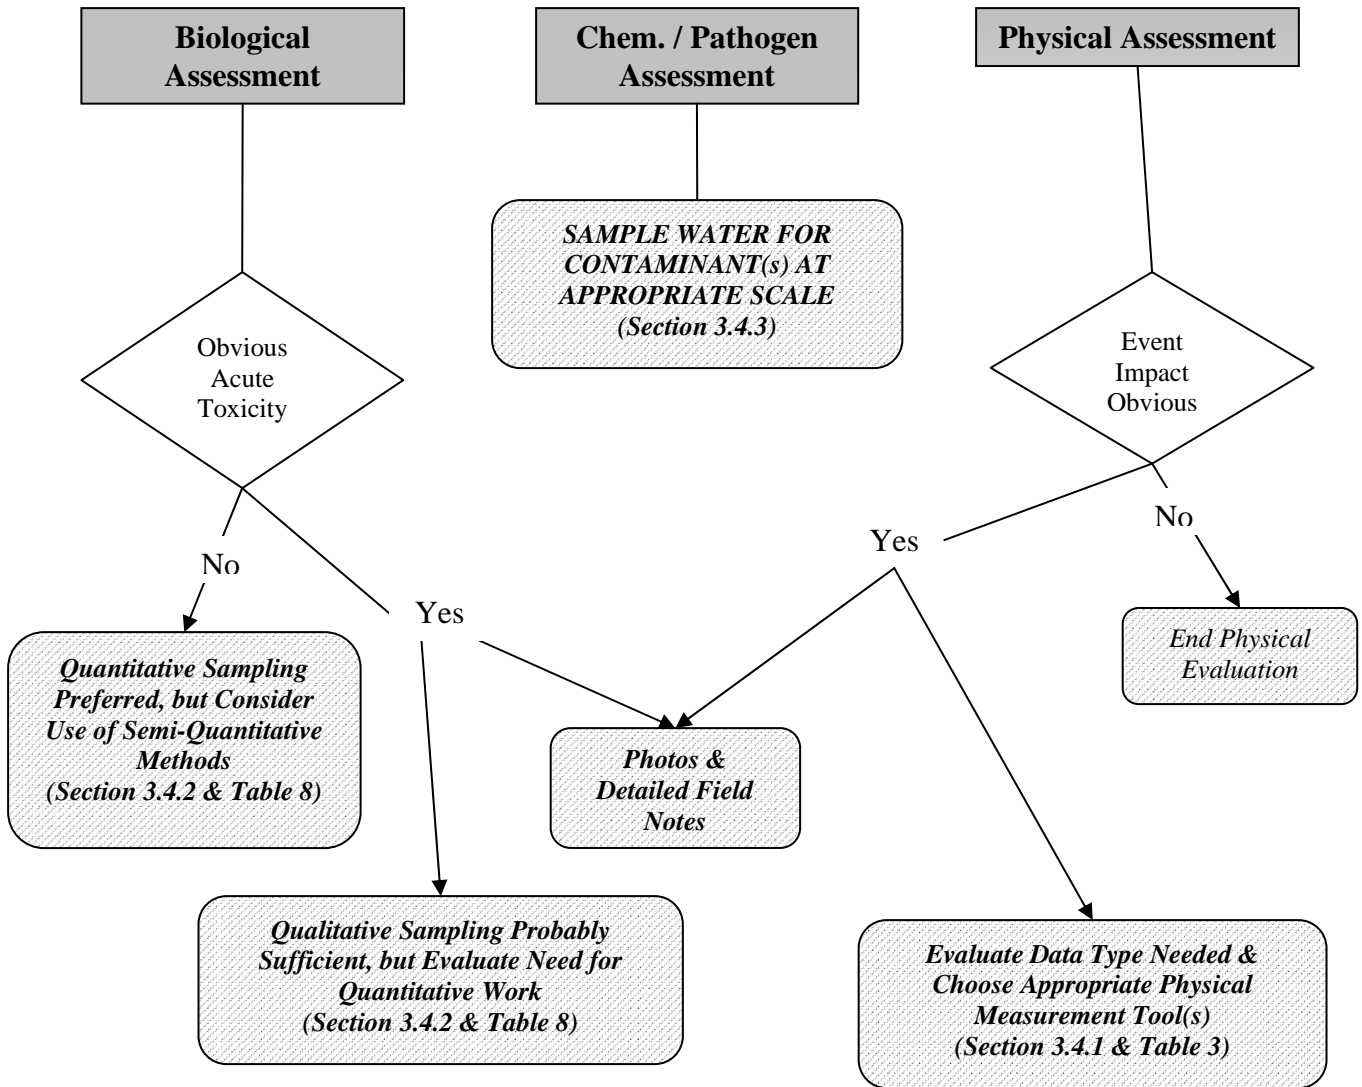 Biological
Assessment
Chem. / Pathogen
Assessment
Physical Assessment
SAMPLE WATER FOR
CONTAMINANT(s) AT
APPROPRIATE SCALE
(Section 3.4.3)
Obvious
Acute
Toxicity
Event
Impact
Obvious
No
Yes
Yes
No
Quantitative Sampling
Preferred, but Consider
Use of Semi-Quantitative
Methods
(Section 3.4.2 & Table 8)
Photos &
Detailed Field
Notes
End Physical
Evaluation
Qualitative Sampling Probably
Sufficient, but Evaluate Need for
Quantitative Work
(Section 3.4.2 & Table 8)
Evaluate Data Type Needed &
Choose Appropriate Physical
Measurement Tool(s)
(Section 3.4.1 & Table 3)